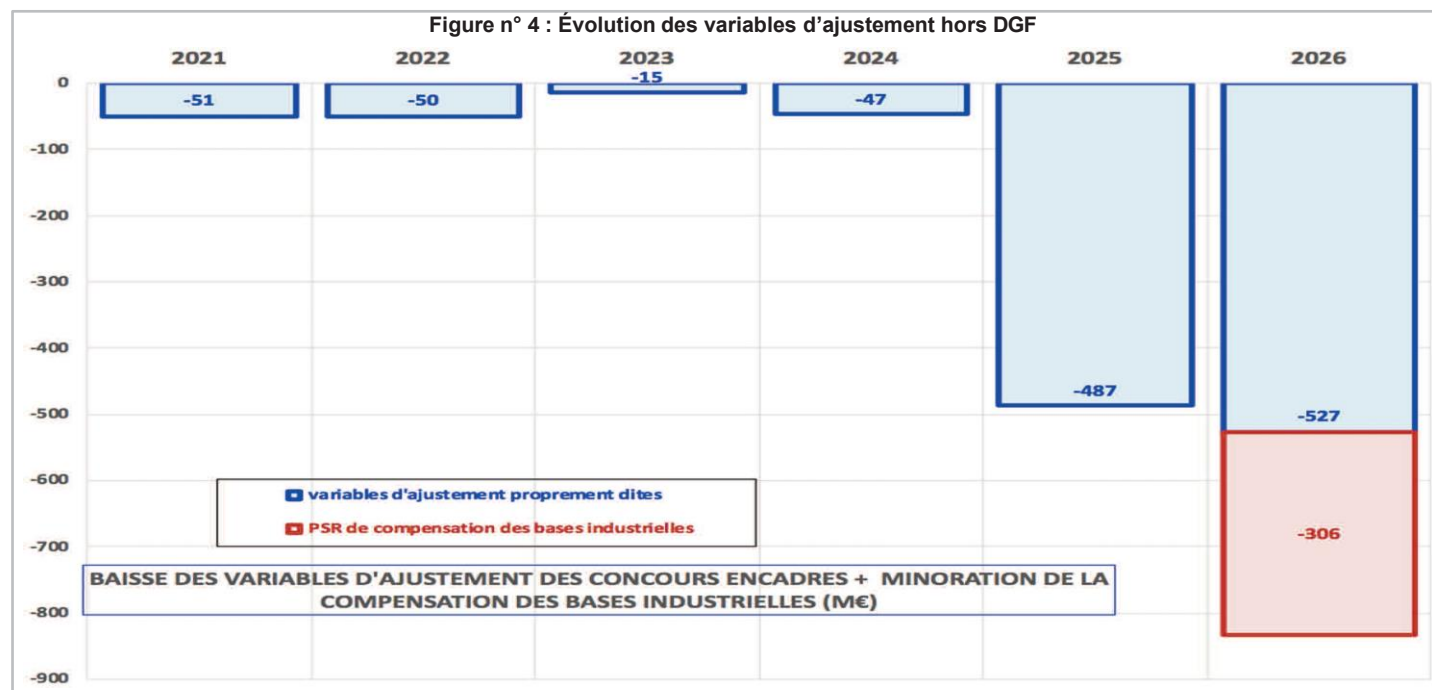 Figure n° 4 : Évolution des variables d'ajustement hors DGF
2021 2022 2023 2024 2025 2026
0
-51 -50 -15 -47
-100
-200
-300
-400
-487
-500
-527
-600
variables d'ajustement proprement dites
PSR de compensation des bases industrielles
-306
-700
BAISSE DES VARIABLES D'AJUSTEMENT DES CONCOURS ENCADRES + MINORATION DE LA
COMPENSATION DES BASES INDUSTRIELLES (M€)
-800
-900